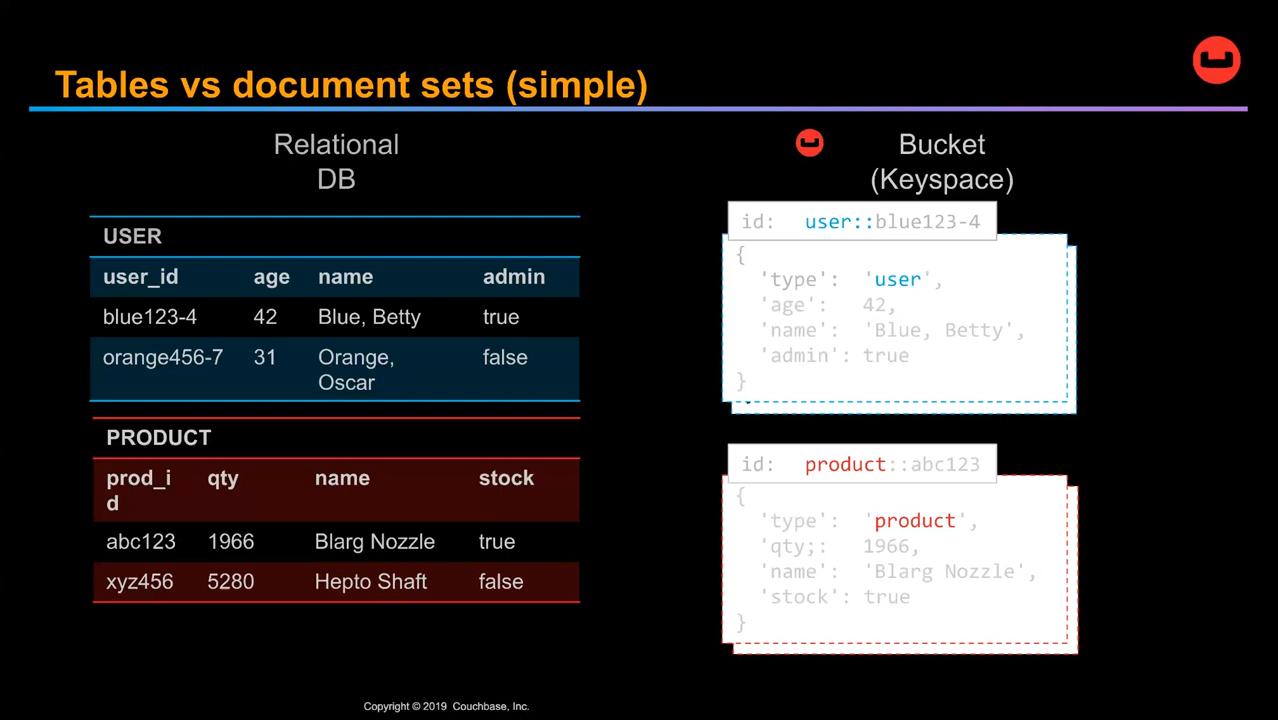 Tables vs document sets (simple)
Relational
DB
USER
user_id age name admin
blue123-4 42 Blue, Betty true
orange456-7 31 Orange, false
Oscar
PRODUCT
prod_i qty name stock
d
abc123 1966 Blarg Nozzle true
xyz456 5280 Hepto Shaft false
Bucket
(Keyspace)
id: user::blue123-4
{
'type': 'user',
'age': 42,
'name': 'Blue, Betty',
'admin': true
}
id: product::abc123
{
'type': 'product',
'qty;: 1966,
'name': 'Blarg Nozzle',
'stock': true
}
Copyright © 2019 Couchbase, Inc.